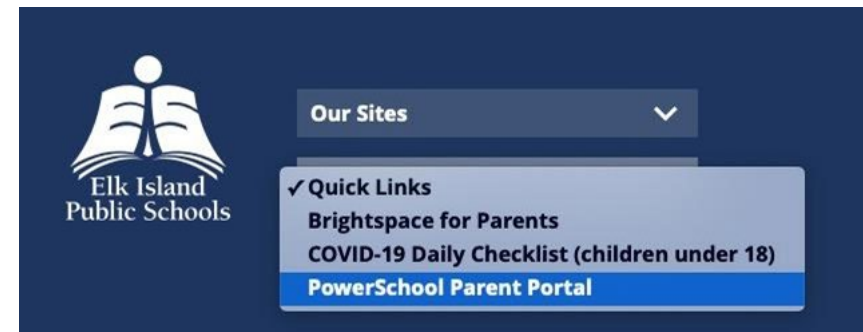 Elk Island
Public Schools
Our Sites
✓ Quick Links
Brightspace for Parents
COVID-19 Daily Checklist (children under 18)
PowerSchool Parent Portal